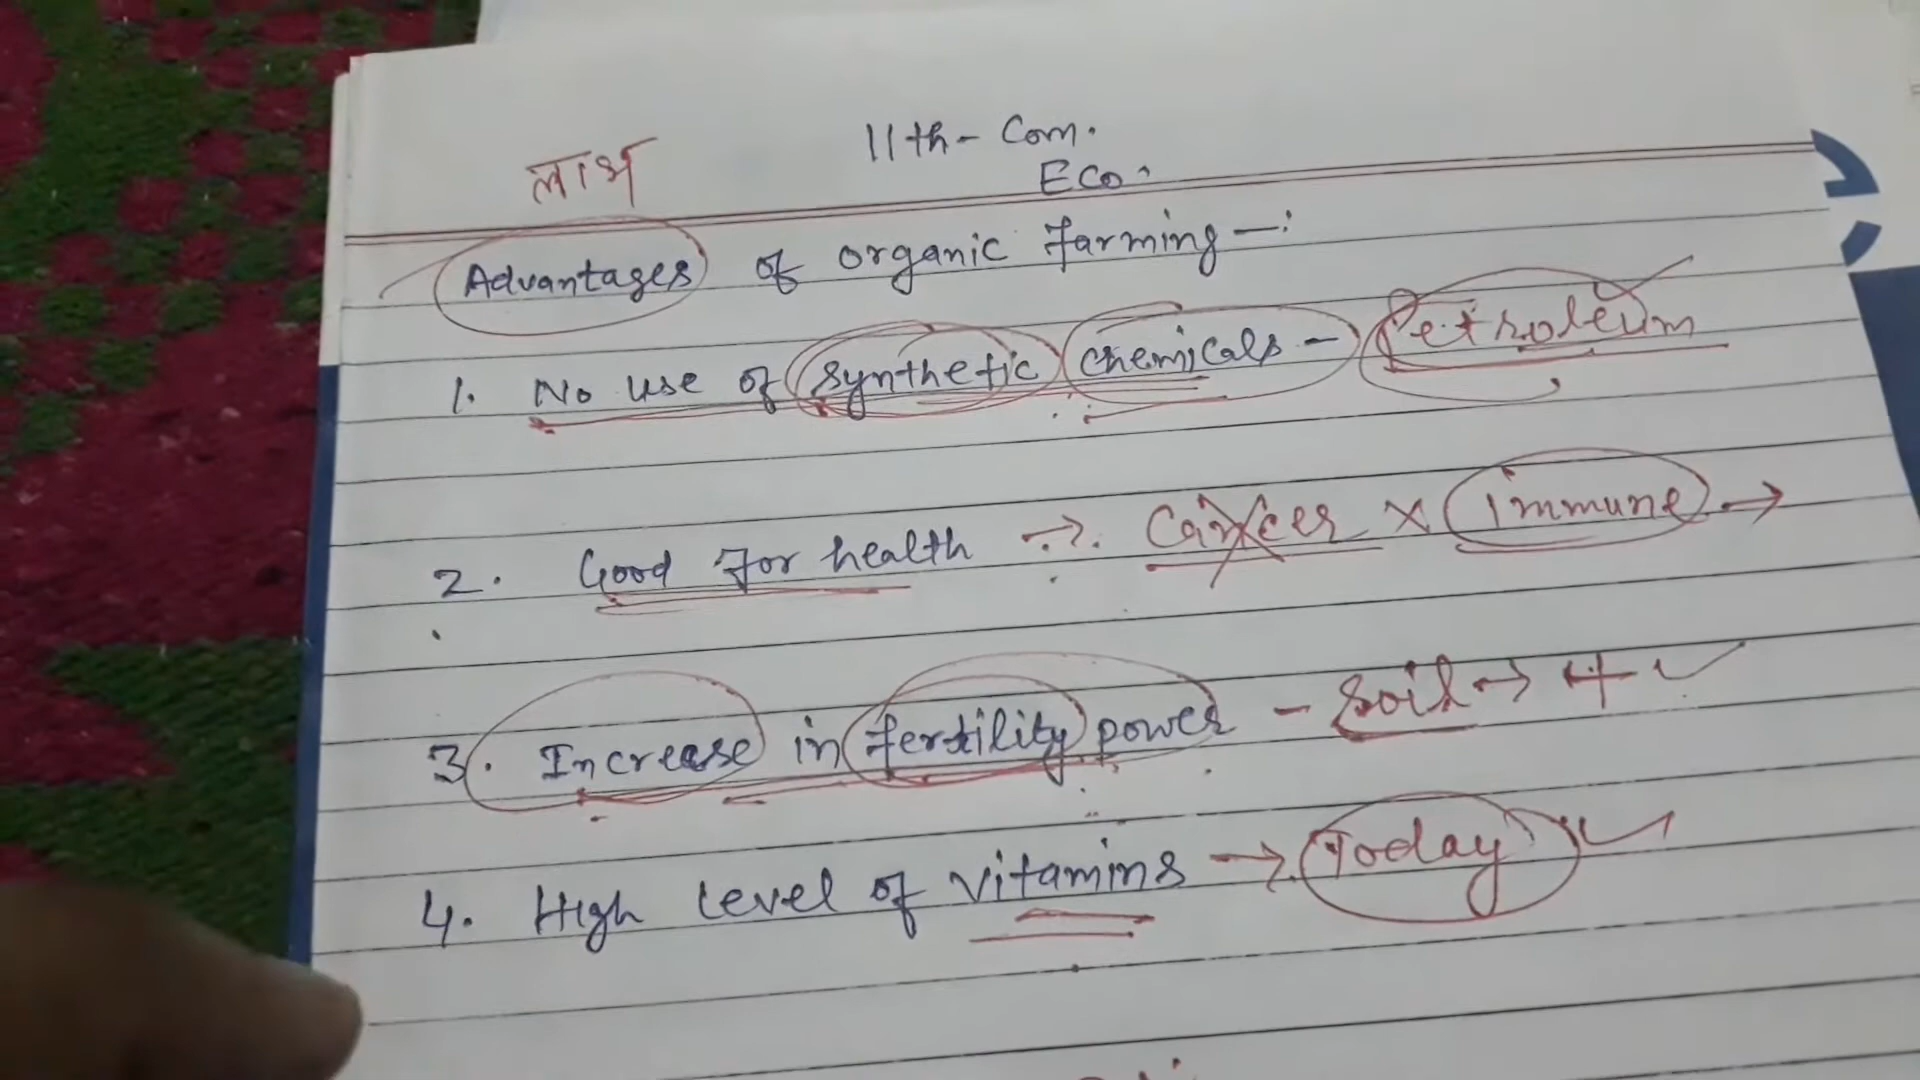 11th - Com.
लाभ Eco.
Advantages of organic farming -:
1. No use of synthetic chemicals - Petroleum
2. Good for health → Cancer x immune →
3. Increase in fertility power - Soil → +
4. High level of vitamins → Today